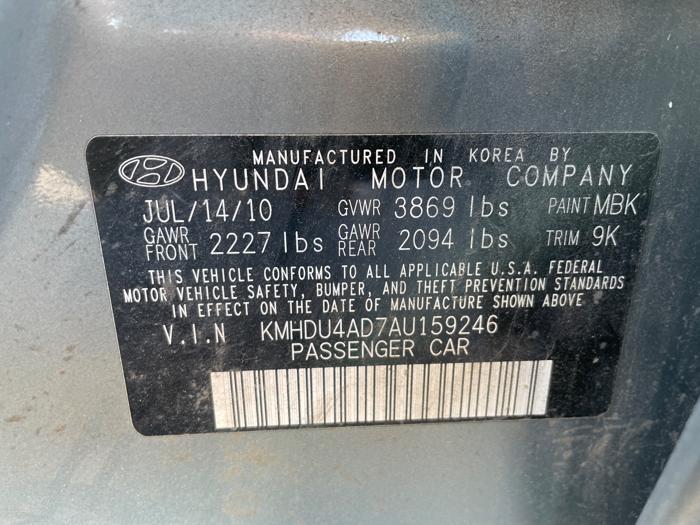 MANUFACTURED IN KOREA BY
HYUNDAI MOTOR COMPANY
JUL/14/10 GVWR 3869 lbs PAINT MBK
GAWR FRONT 2227 lbs GAWR REAR 2094 lbs TRIM 9K
THIS VEHICLE CONFORMS TO ALL APPLICABLE U.S.A. FEDERAL
MOTOR VEHICLE SAFETY, BUMPER, AND THEFT PREVENTION STANDARDS
IN EFFECT ON THE DATE OF MANUFACTURE SHOWN ABOVE
V.I.N KMHDU4AD7AU159246
PASSENGER CAR